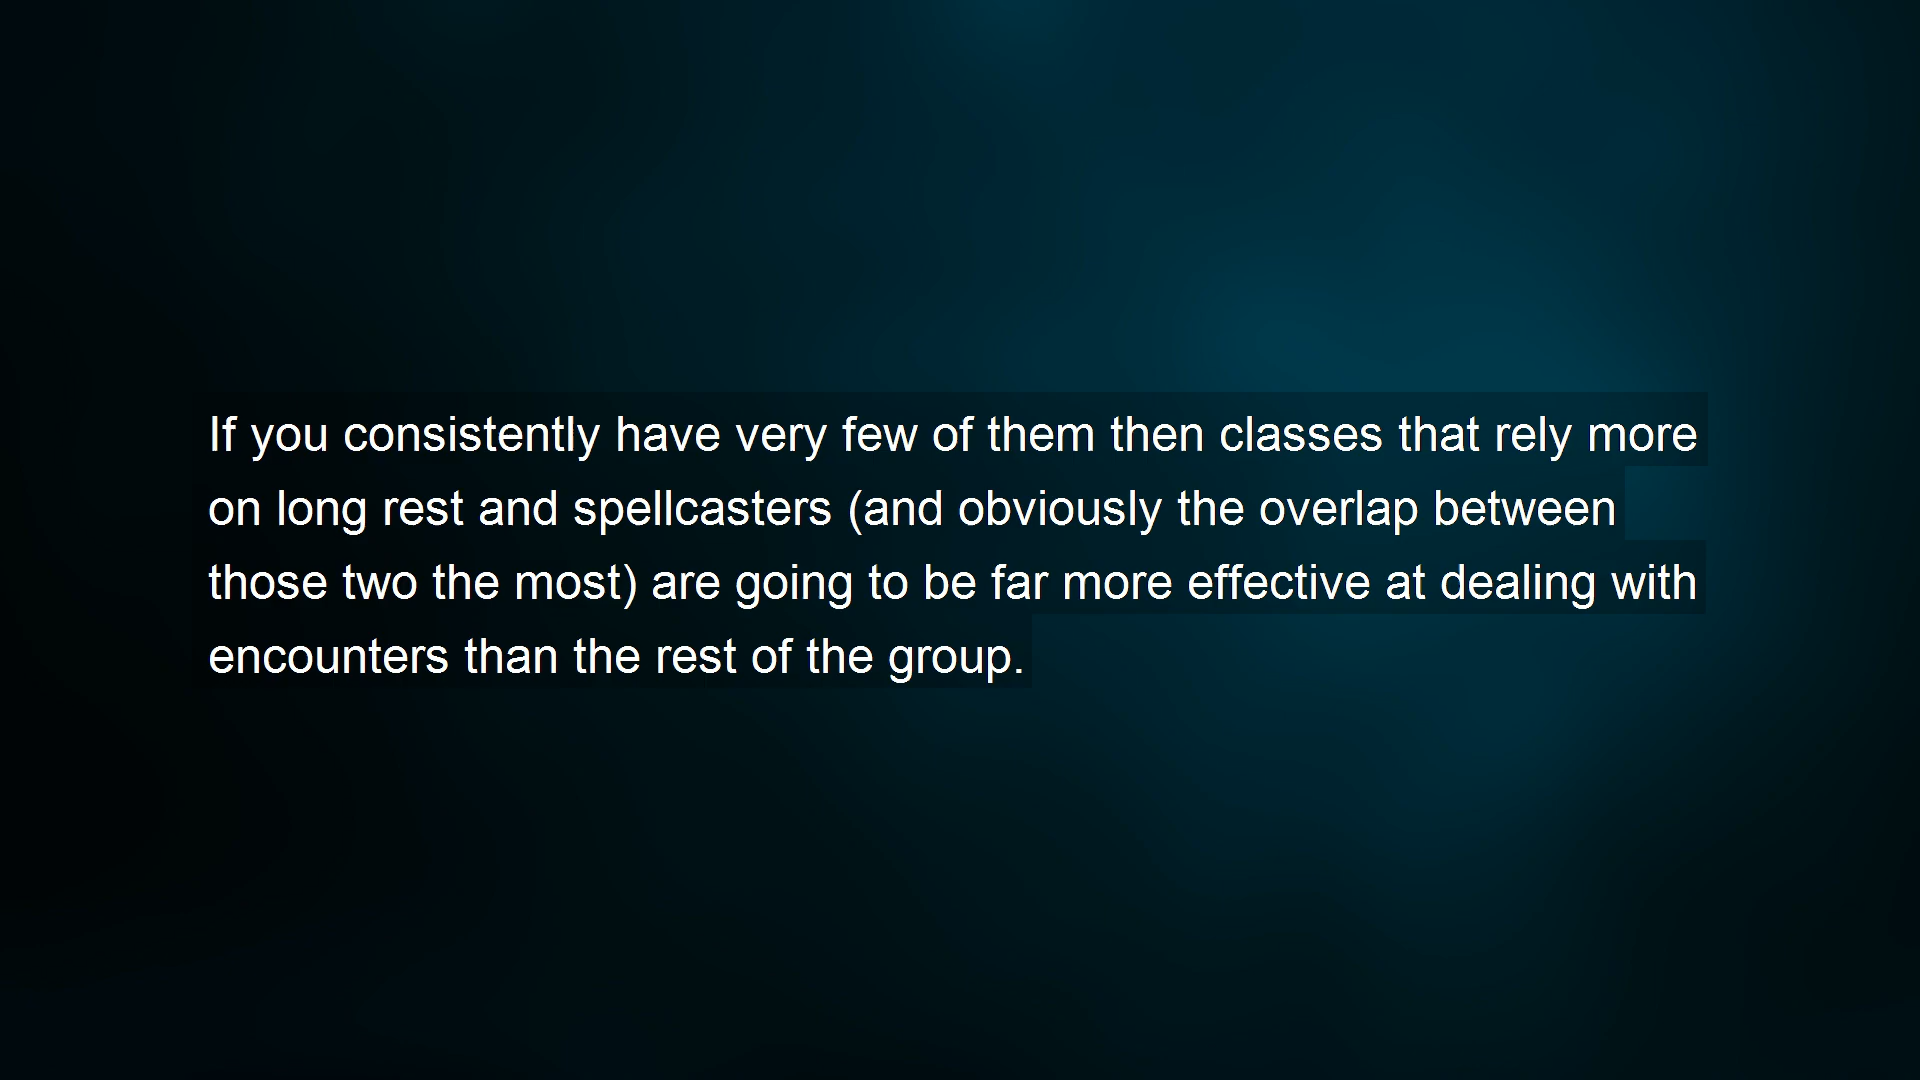 If you consistently have very few of them then classes that rely more
on long rest and spellcasters (and obviously the overlap between
those two the most) are going to be far more effective at dealing with
encounters than the rest of the group.